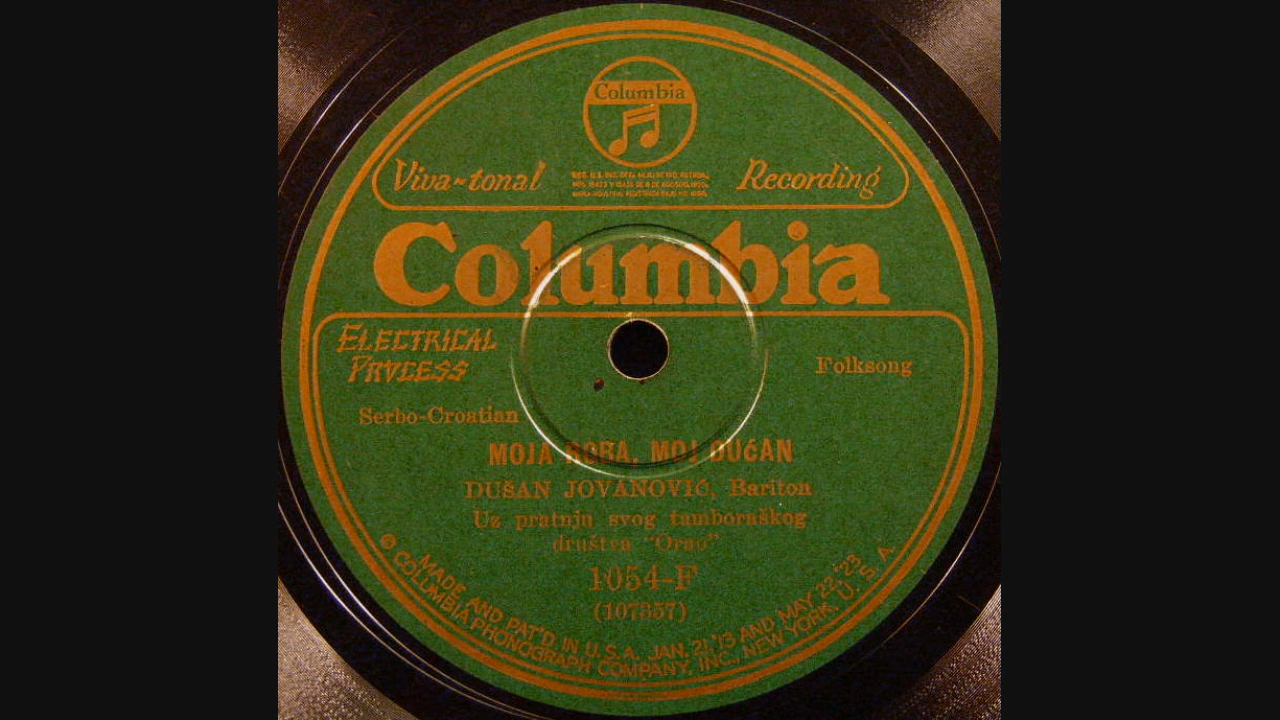 Columbia
Viva-tonal Recording
Columbia
ELECTRICAL
PROCESS
Folksong
Serbo-Croatian
MOJA ROBA, MOJ DUĆAN
DUŠAN JOVANOVIĆ, Bariton
Uz pratnju svog tamboraškog
društva "Orao"
1054-F
(107357)
MADE AND PAT'D IN U.S.A. JAN. 21, '13 AND MAY 22, '23
COLUMBIA PHONOGRAPH COMPANY, INC., NEW YORK, U. S. A.